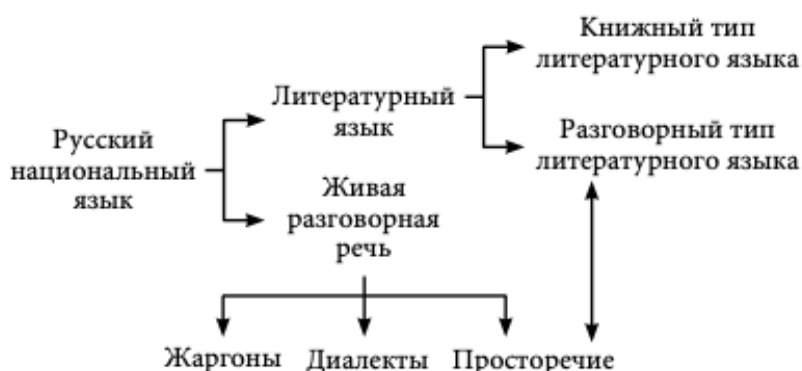 Книжный тип
литературного языка
Литературный
язык
Разговорный тип
литературного языка
Русский
национальный
язык
Живая
разговорная
речь
Жаргоны
Диалекты
Просторечие